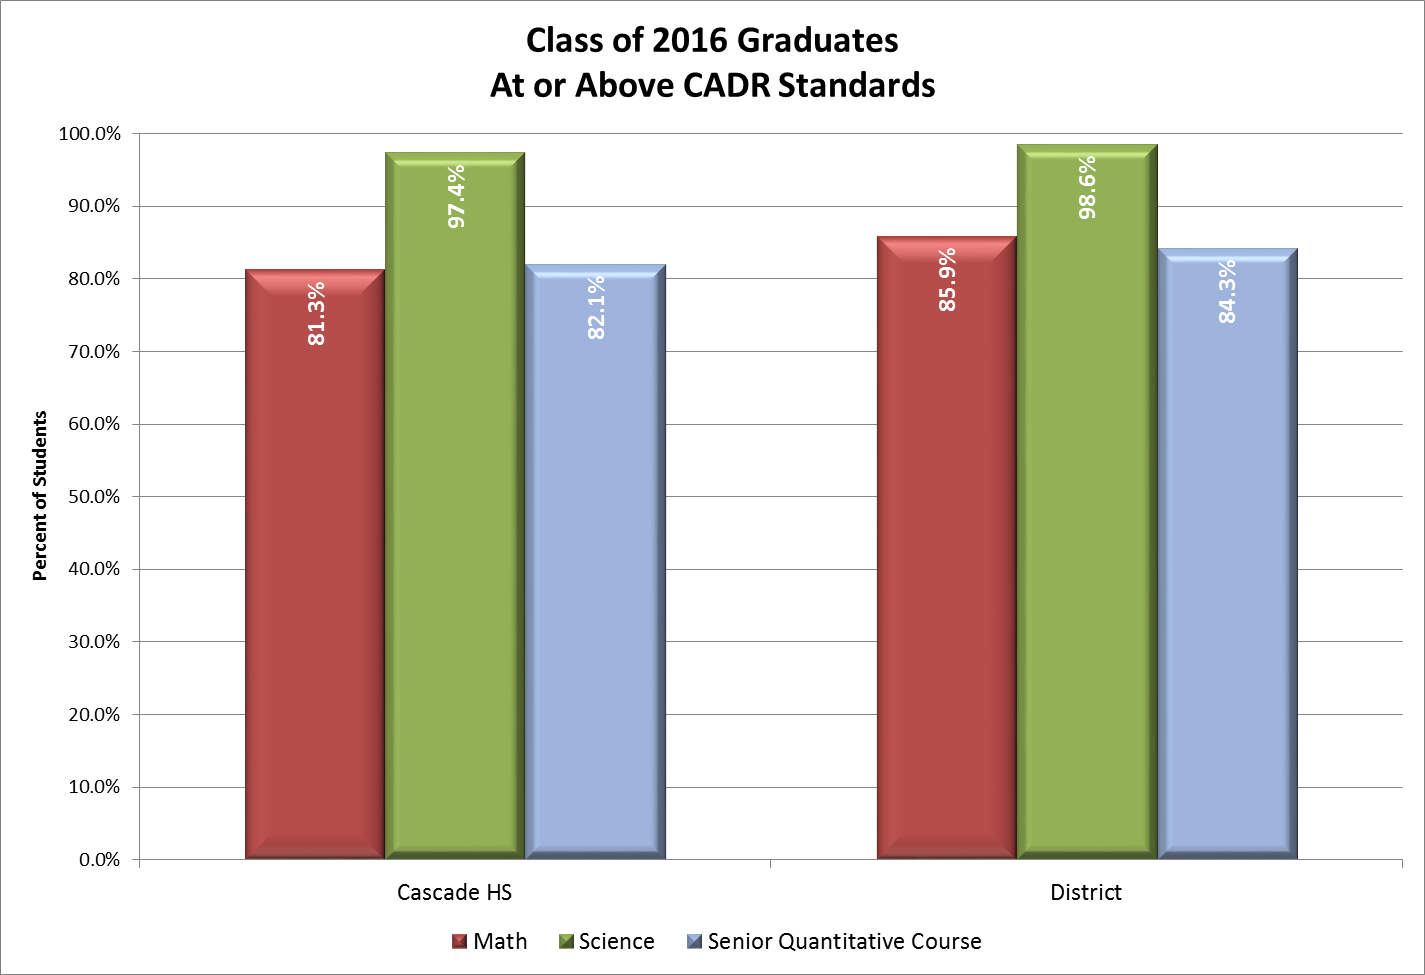 Class of 2016 Graduates
At or Above CADR Standards
Percent of Students
100.0%
90.0%
80.0%
70.0%
60.0%
50.0%
40.0%
30.0%
20.0%
10.0%
0.0%
81.3%
97.4%
82.1%
85.9%
98.6%
84.3%
Cascade HS
District
Math
Science
Senior Quantitative Course